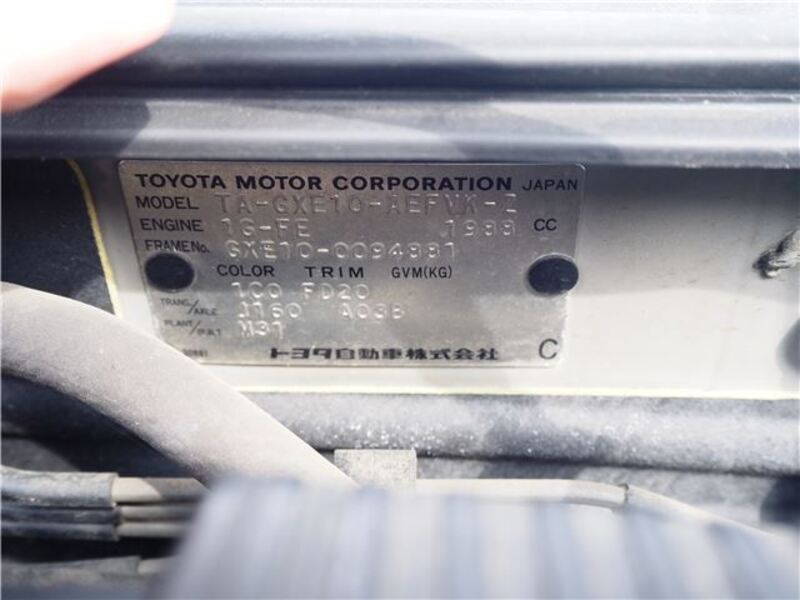 TOYOTA MOTOR CORPORATION JAPAN
MODEL TA-GXE10-AEFVK-Z
ENGINE 1G-FE 1988 CC
FRAME No. GXE10-0094881
COLOR TRIM GVM(KG)
1C0 FD20
TRANS./AXLE J160 A03B
PLANT/ M31
トヨタ自動車株式会社 C